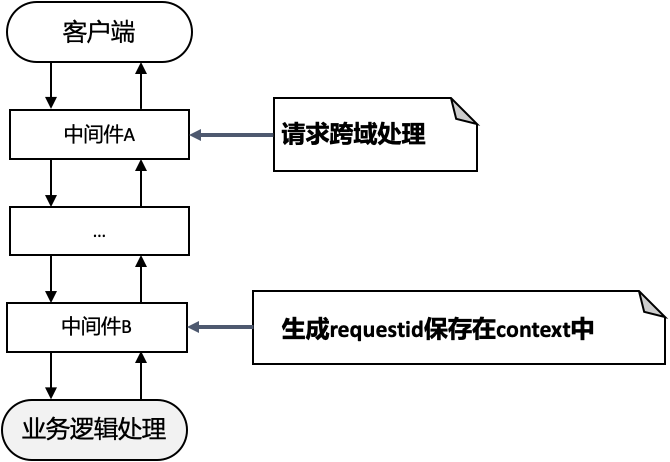 客户端
中间件A
请求跨域处理
...
中间件B
生成requestid保存在context中
业务逻辑处理